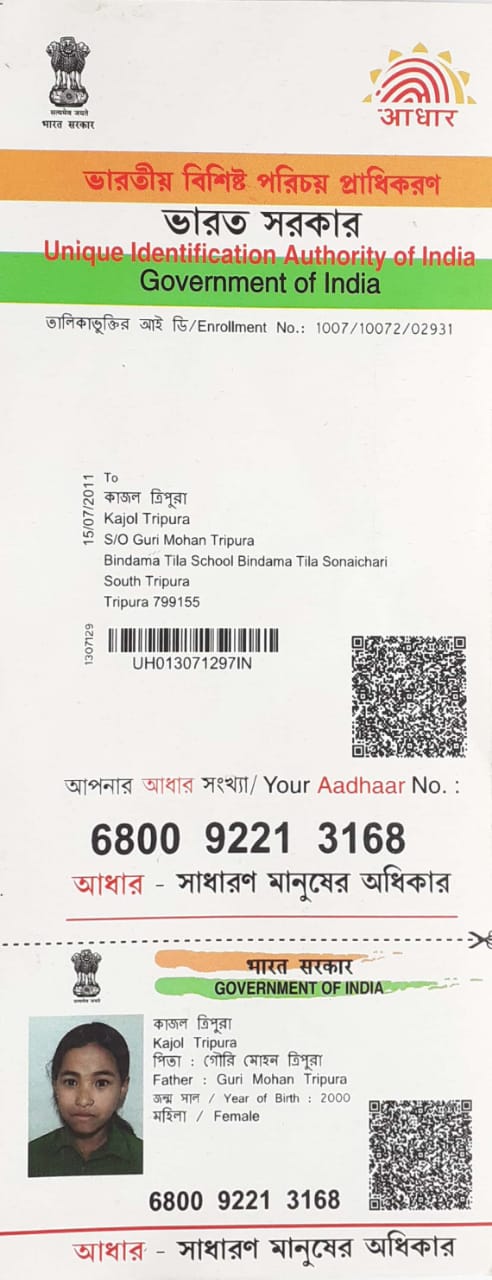 सत्यमेव जयते
भारत सरकार
आधार
ভারতীয় বিশিষ্ট পরিচয় প্রাধিকরণ
ভারত সরকার
Unique Identification Authority of India
Government of India
তালিকাভুক্তির আই ডি/Enrollment No.: 1007/10072/02931
15/07/2011
To
কাজল ত্রিপুরা
Kajol Tripura
S/O Guri Mohan Tripura
Bindama Tila School Bindama Tila Sonaichari
South Tripura
Tripura 799155
1307129
UH013071297IN
আপনার আধার সংখ্যা/ Your Aadhaar No. :
6800 9221 3168
আধার - সাধারণ মানুষের অধিকার
सत्यमेव जयते
भारत सरकार
GOVERNMENT OF INDIA
কাজল ত্রিপুরা
Kajol Tripura
পিতা : গৌরি মোহন ত্রিপুরা
Father : Guri Mohan Tripura
জন্ম সাল / Year of Birth : 2000
মহিলা / Female
6800 9221 3168
আধার - সাধারণ মানুষের অধিকার